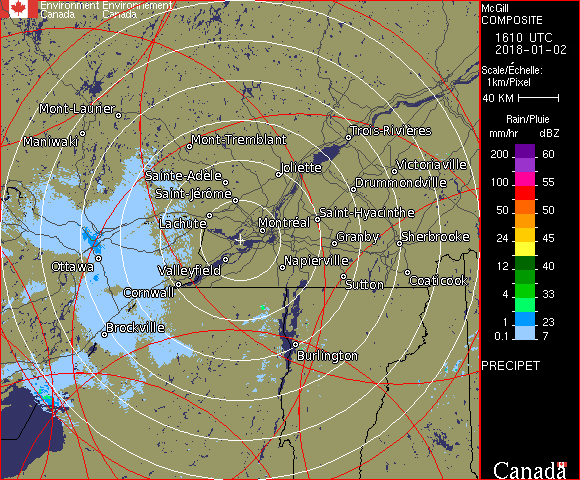 Environment Environnement
Canada Canada
McGill
COMPOSITE
1610 UTC
2018-01-02
Scale/Échelle:
1km/Pixel
40 KM
Rain/Pluie
mm/hr dBZ
200 60
150 55
100 55
50 50
24 45
12 40
4 33
1 23
0.1 7
PRECIPET
Canada
Mont-Laurier
Maniwaki
Mont-Tremblant
Trois-Rivières
Joliette
Victoriaville
Sainte-Adèle
Drummondville
Saint-Jérôme
Lachute
Saint-Hyacinthe
Montréal
Granby
Sherbrooke
Ottawa
Valleyfield
Napierville
Cornwall
Sutton
Coaticook
Brockville
Burlington